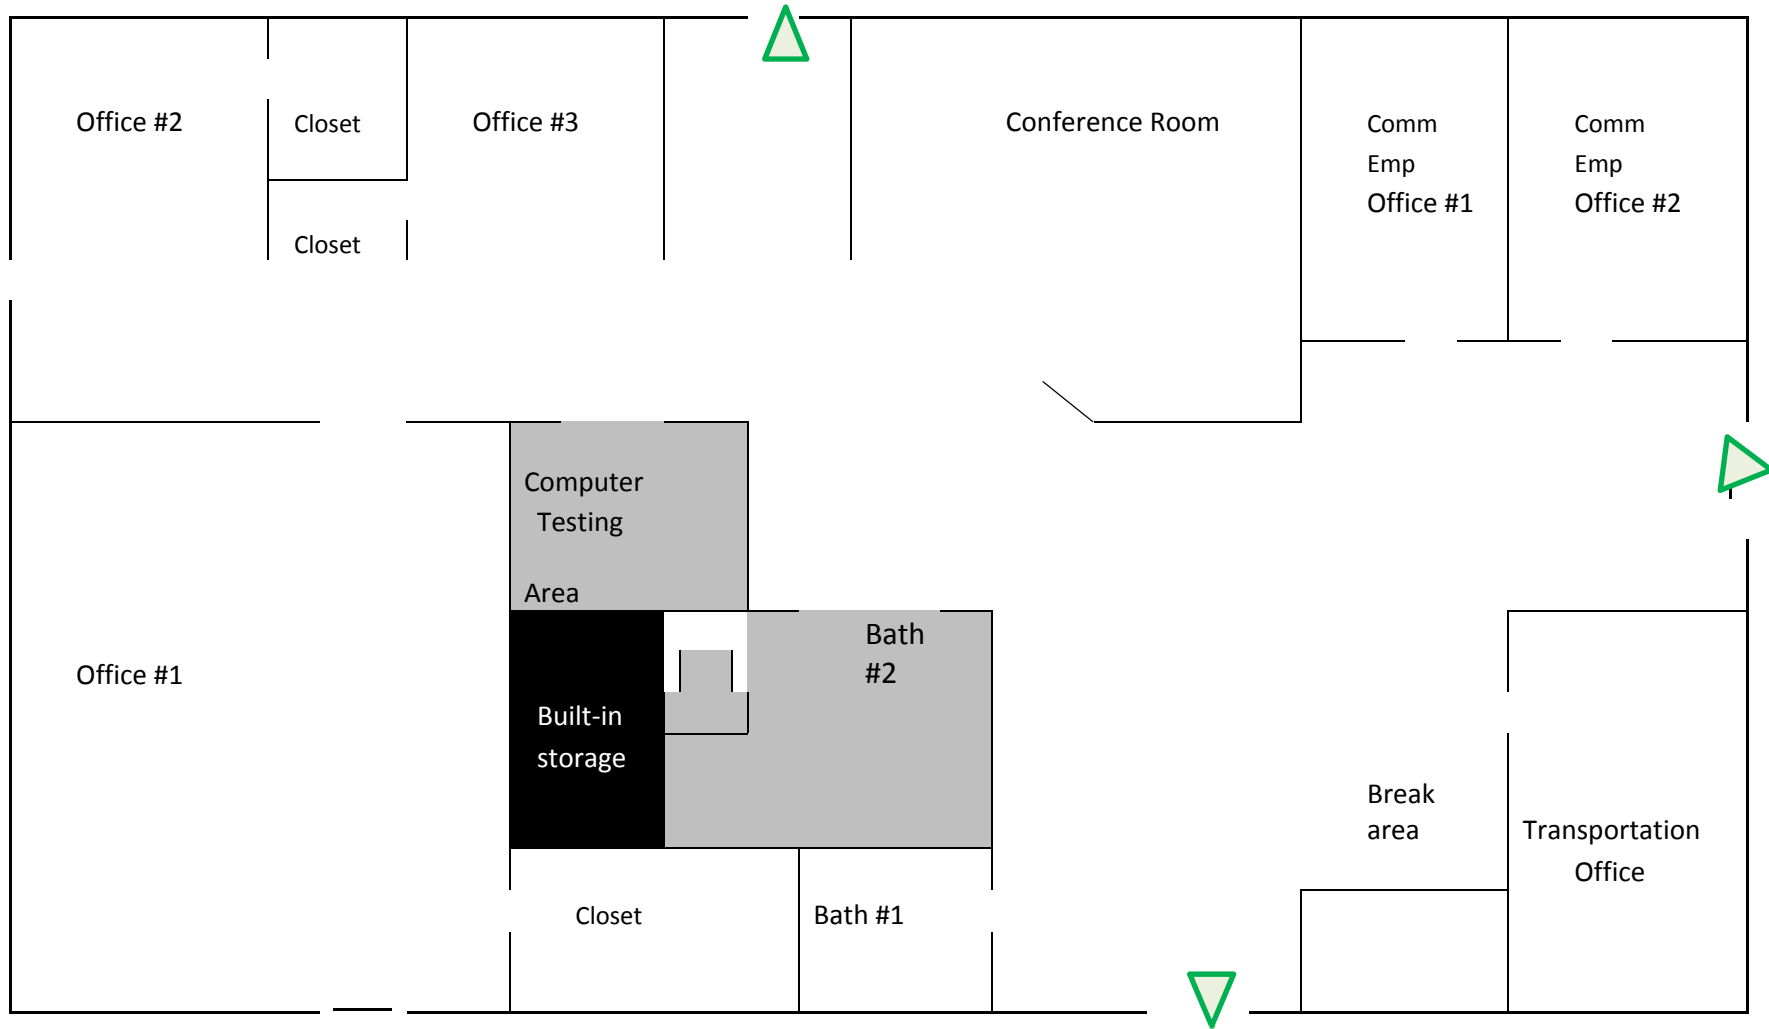 Office #2
Closet
Closet
Office #3
Conference Room
Comm
Emp
Office #1
Comm
Emp
Office #2
Computer
Testing
Area
Bath
#2
Office #1
Built-in
storage
Break
area
Transportation
Office
Closet
Bath #1